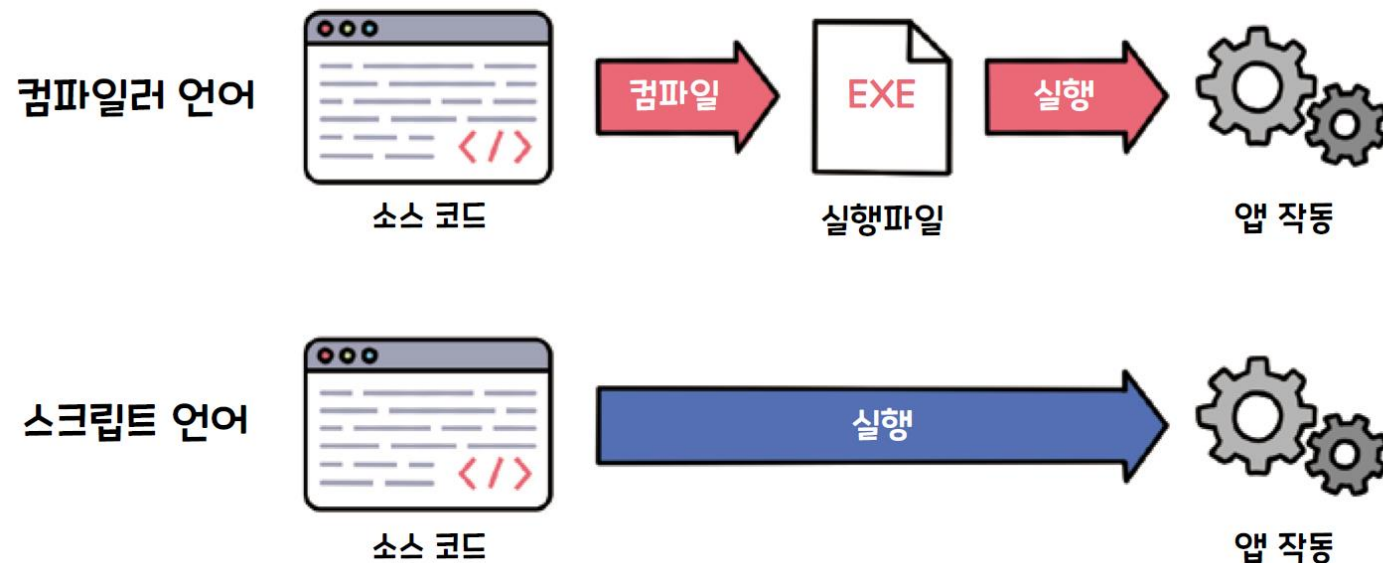 컴파일러 언어
</>
소스 코드
컴파일
EXE
실행파일
실행
앱 작동
스크립트 언어
</>
소스 코드
실행
앱 작동